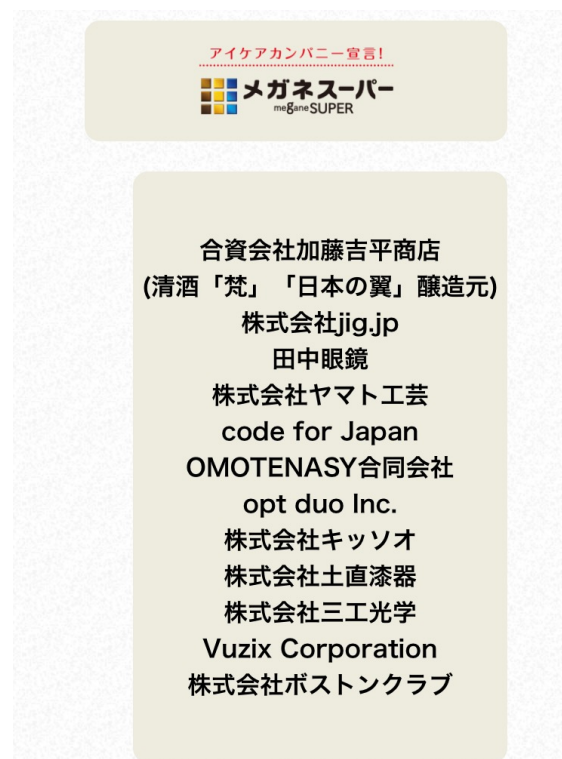 アイケアカンパニー宣言!
メガネスーパー
meganeSUPER
合資会社加藤吉平商店
(清酒「梵」「日本の翼」醸造元)
株式会社jig.jp
田中眼鏡
株式会社ヤマト工芸
code for Japan
OMOTENASY合同会社
opt duo Inc.
株式会社キッソオ
株式会社土直漆器
株式会社三工光学
Vuzix Corporation
株式会社ボストンクラブ